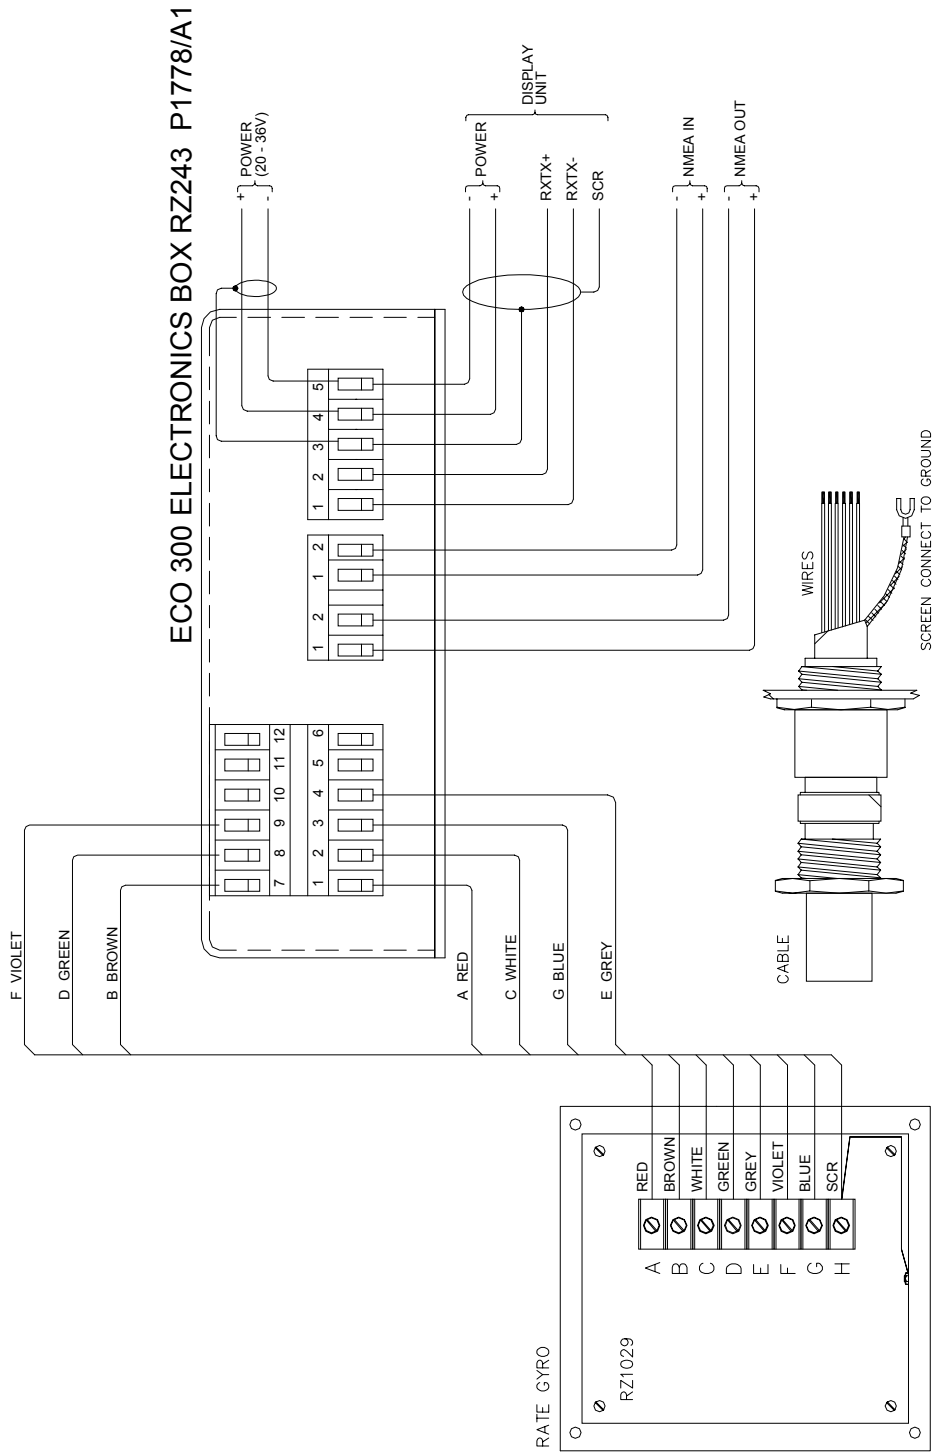 ECO 300 ELECTRONICS BOX RZ243 P1778/A1
F VIOLET
D GREEN
B BROWN
A RED
C WHITE
G BLUE
E GREY
7 8 9 10 11 12
1 2 3 4 5 6
1 2 1 2
1 2 3 4 5
+
-
POWER
(20 - 36V)
-
+
POWER
RXTX+
RXTX-
SCR
DISPLAY
UNIT
-
+
NMEA IN
-
+
NMEA OUT
RATE GYRO
RZ1029
A RED
B BROWN
C WHITE
D GREEN
E GREY
F VIOLET
G BLUE
H SCR
CABLE
WIRES
SCREEN CONNECT TO GROUND